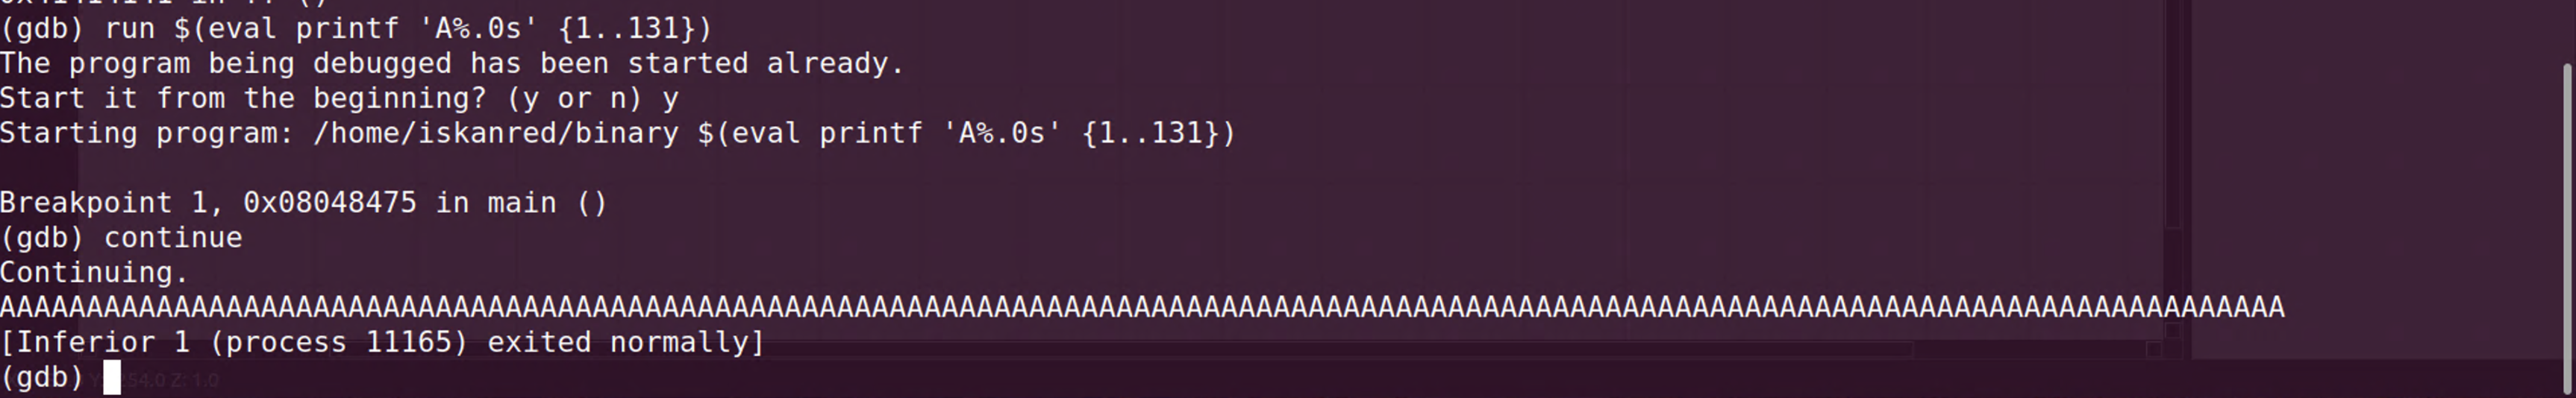 (gdb) run $(eval printf 'A%.0s' {1..131})
The program being debugged has been started already.
Start it from the beginning? (y or n) y
Starting program: /home/iskanred/binary $(eval printf 'A%.0s' {1..131})
Breakpoint 1, 0x08048475 in main ()
(gdb) continue
Continuing.
AAAAAAAAAAAAAAAAAAAAAAAAAAAAAAAAAAAAAAAAAAAAAAAAAAAAAAAAAAAAAAAAAAAAAAAAAAAAAAAAAAAAAAAAAAAAAAAAAAAAAAAAAAAAAAAAAAAAAAAAAAAAAAAAAAA
[Inferior 1 (process 11165) exited normally]
(gdb)